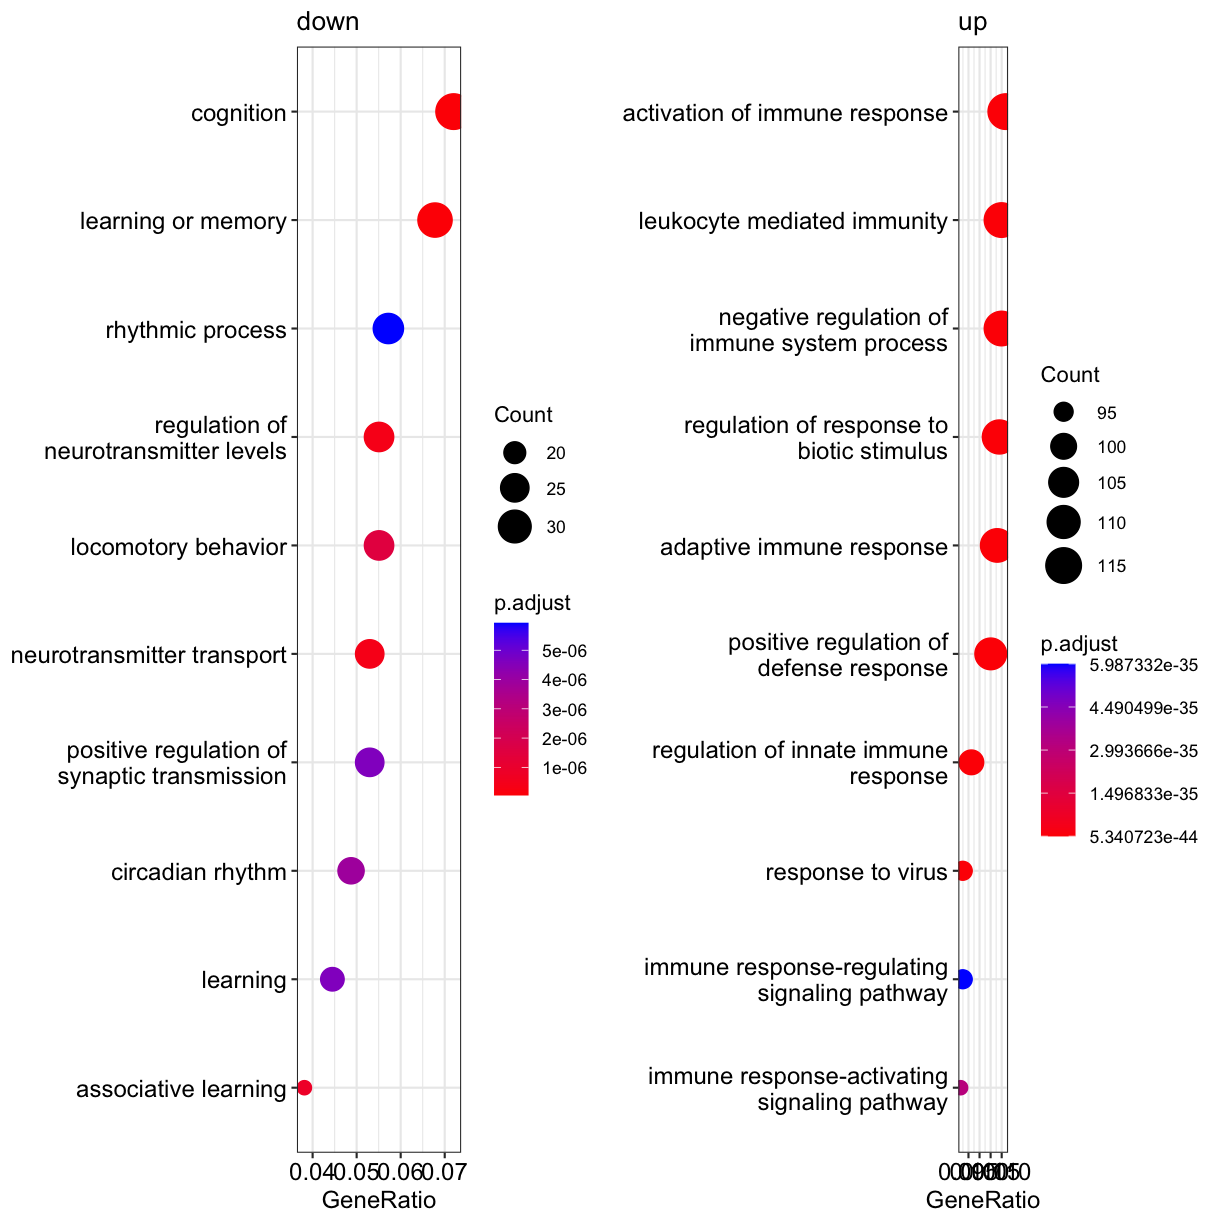 down
cognition
learning or memory
rhythmic process
regulation of
neurotransmitter levels
locomotory behavior
neurotransmitter transport
positive regulation of
synaptic transmission
circadian rhythm
learning
associative learning
0.04
0.05
0.06
0.07
GeneRatio
Count
20
25
30
p.adjust
5e-06
4e-06
3e-06
2e-06
1e-06
up
activation of immune response
leukocyte mediated immunity
negative regulation of
immune system process
regulation of response to
biotic stimulus
adaptive immune response
positive regulation of
defense response
regulation of innate immune
response
response to virus
immune response-regulating
signaling pathway
immune response-activating
signaling pathway
GeneRatio
Count
95
100
105
110
115
p.adjust
5.987332e-35
4.490499e-35
2.993666e-35
1.496833e-35
5.340723e-44